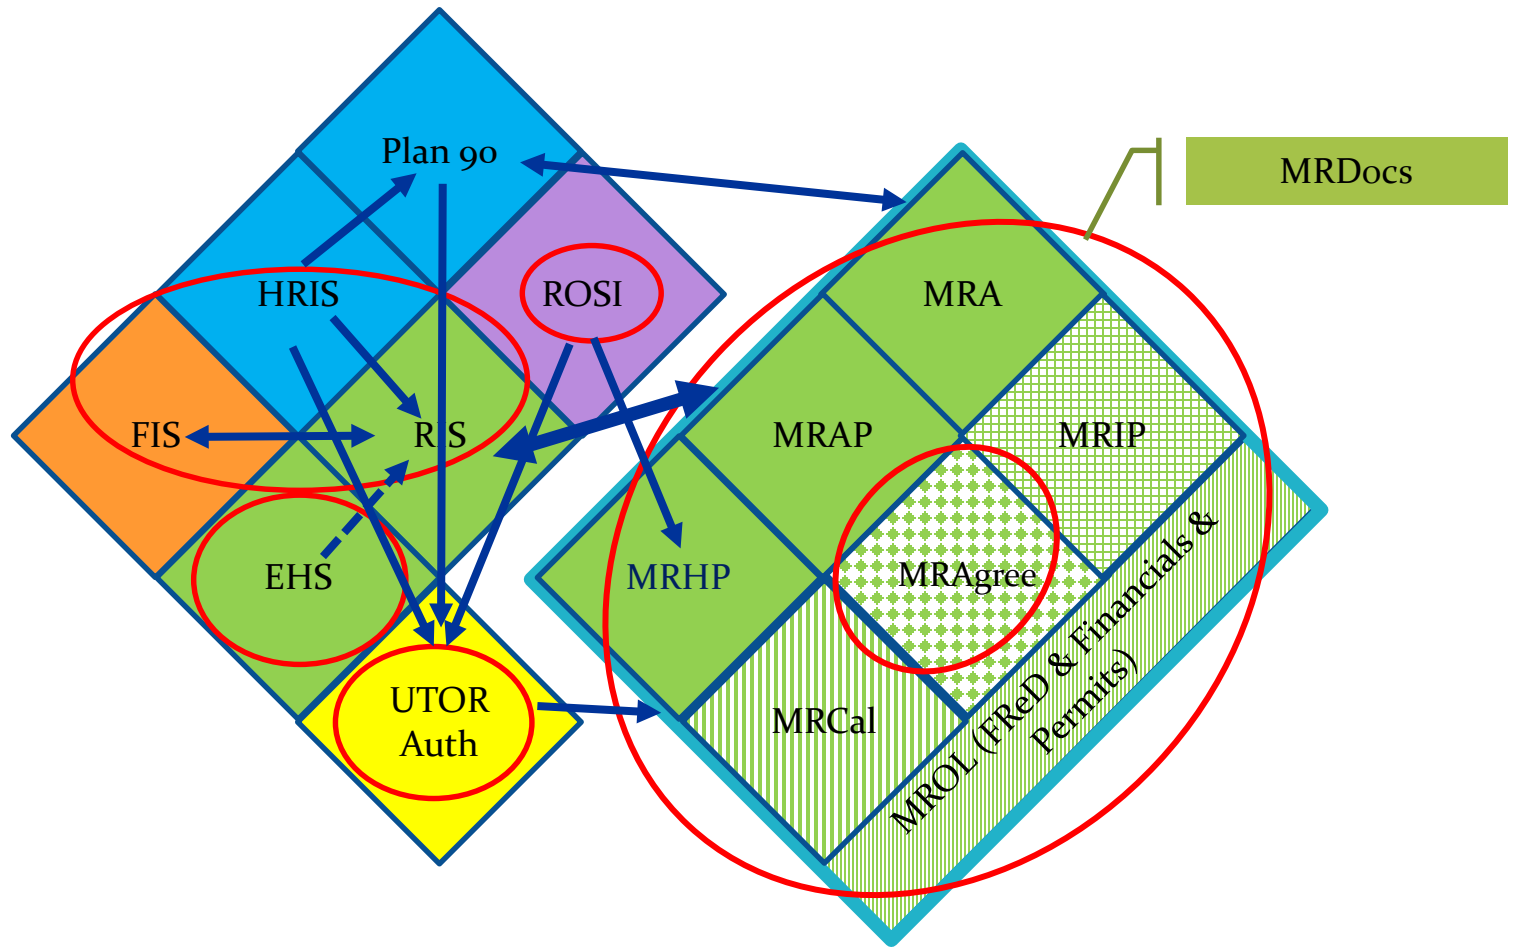 Plan 90
MRDocs
HRIS
ROSI
MRA
FIS
RIS
MRAP
MRIP
EHS
MRHP
MRAgree
UTOR
Auth
MRCal
MROL (FReD & Financials &
Permits)